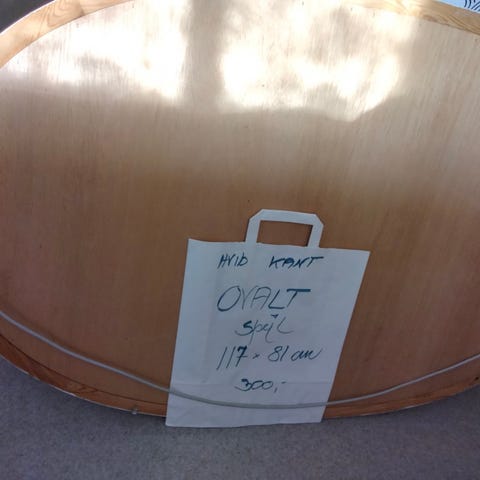 HVID KANT
OVALT
Spejl
117 x 81 cm
300,-